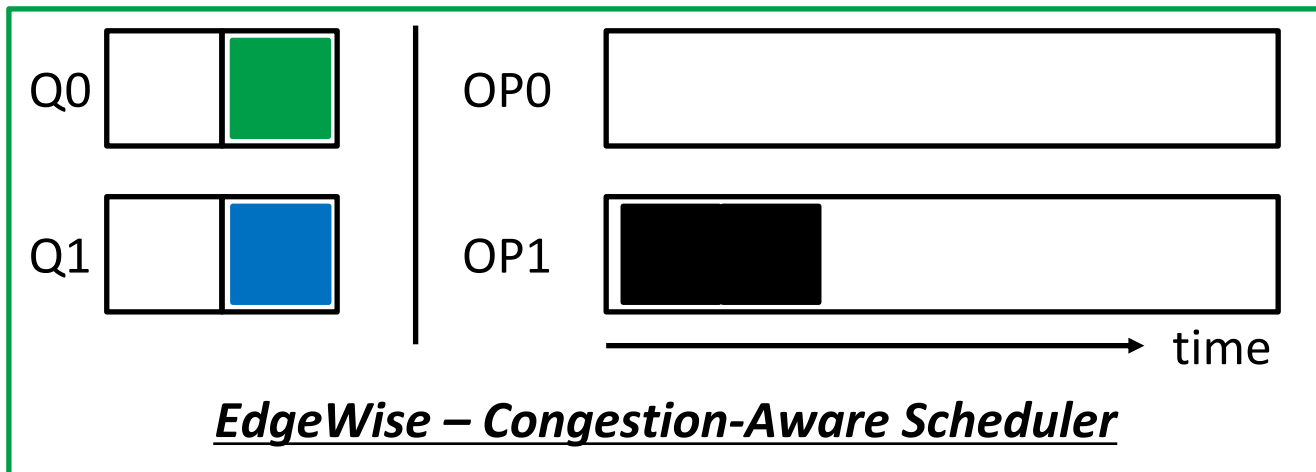 Q0
OP0
Q1
OP1
time
EdgeWise – Congestion-Aware Scheduler